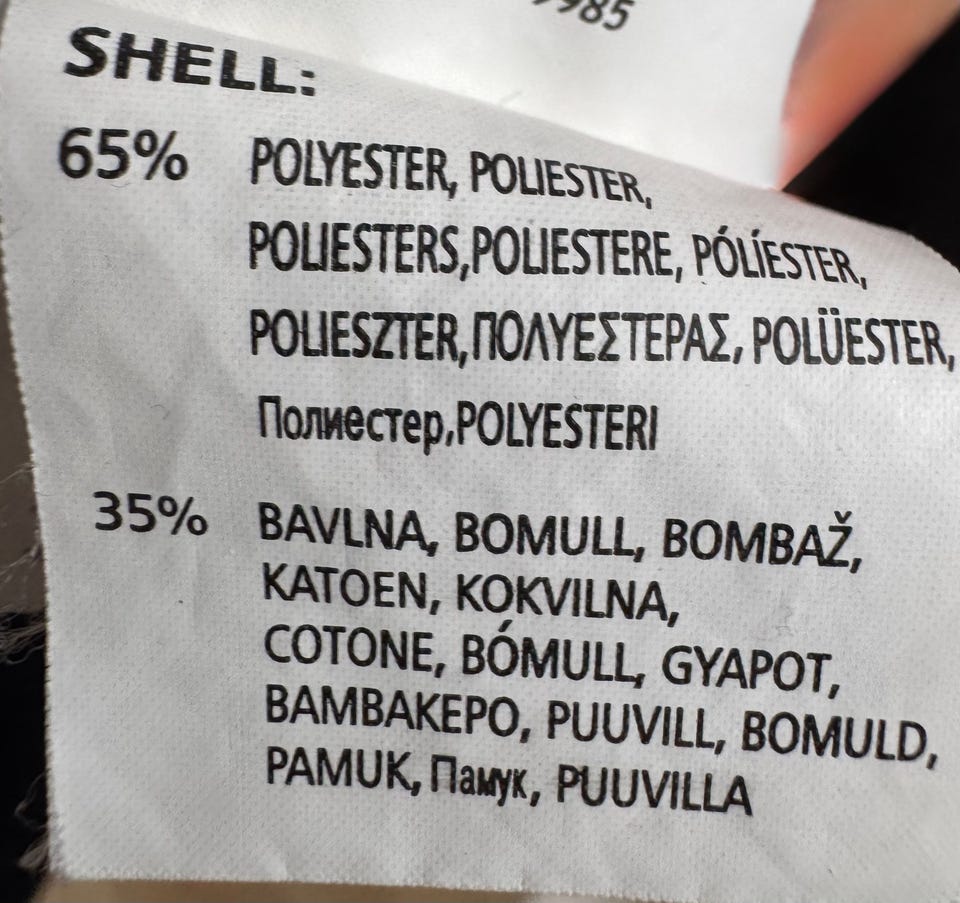 SHELL:
65% POLYESTER, POLIESTER,
POLIESTERS,POLIESTERE, PÓLÍESTER,
POLIESZTER,ΠΟΛΥΕΣΤΕΡΑΣ, POLÜESTER,
Полиестер,POLYESTERI
35% BAVLNA, BOMULL, BOMBAŽ,
KATOEN, KOKVILNA,
COTONE, BÓMULL, GYAPOT,
BAMBAKEPO, PUUVILL, BOMULD,
PAMUK, Памук, PUUVILLA